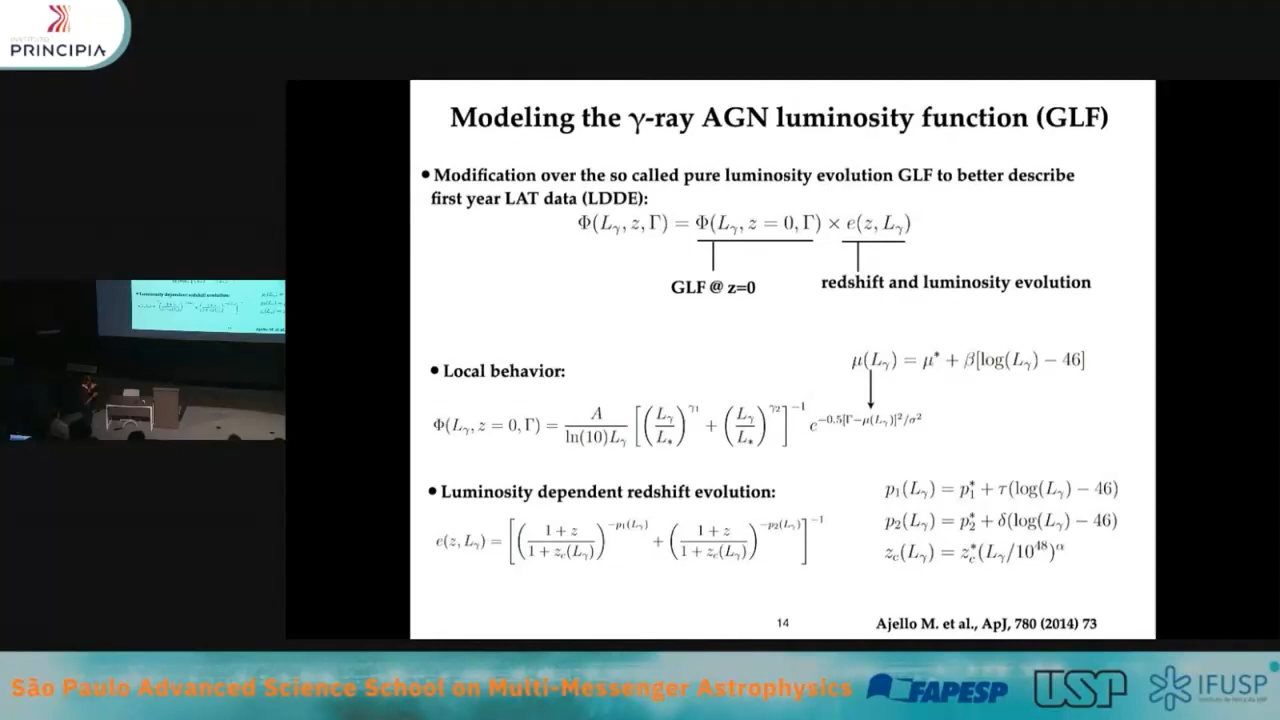 INSTITUTO
PRINCIPIA
Modeling the γ-ray AGN luminosity function (GLF)
• Modification over the so called pure luminosity evolution GLF to better describe
first year LAT data (LDDE):
Φ(L_γ, z, Γ) = Φ(L_γ, z = 0, Γ) × e(z, L_γ)
GLF @ z=0
redshift and luminosity evolution
μ(L_γ) = μ* + β[log(L_γ) − 46]
• Local behavior:
Φ(L_γ, z = 0, Γ) = A / (ln(10)L_γ) [(L_γ/L_*)^γ₁ + (L_γ/L_*)^γ₂]^−1 e^−0.5[Γ−μ(L_γ)]²/σ²
• Luminosity dependent redshift evolution:
p₁(L_γ) = p₁* + τ(log(L_γ) − 46)
p₂(L_γ) = p₂* + δ(log(L_γ) − 46)
z_c(L_γ) = z_c*(L_γ/10^48)^α
e(z, L_γ) = [((1 + z)/(1 + z_c(L_γ)))^−p₁(L_γ) + ((1 + z)/(1 + z_c(L_γ)))^−p₂(L_γ)]^−1
14
Ajello M. et al., ApJ, 780 (2014) 73
São Paulo Advanced Science School on Multi-Messenger Astrophysics
FAPESP
USP
IFUSP